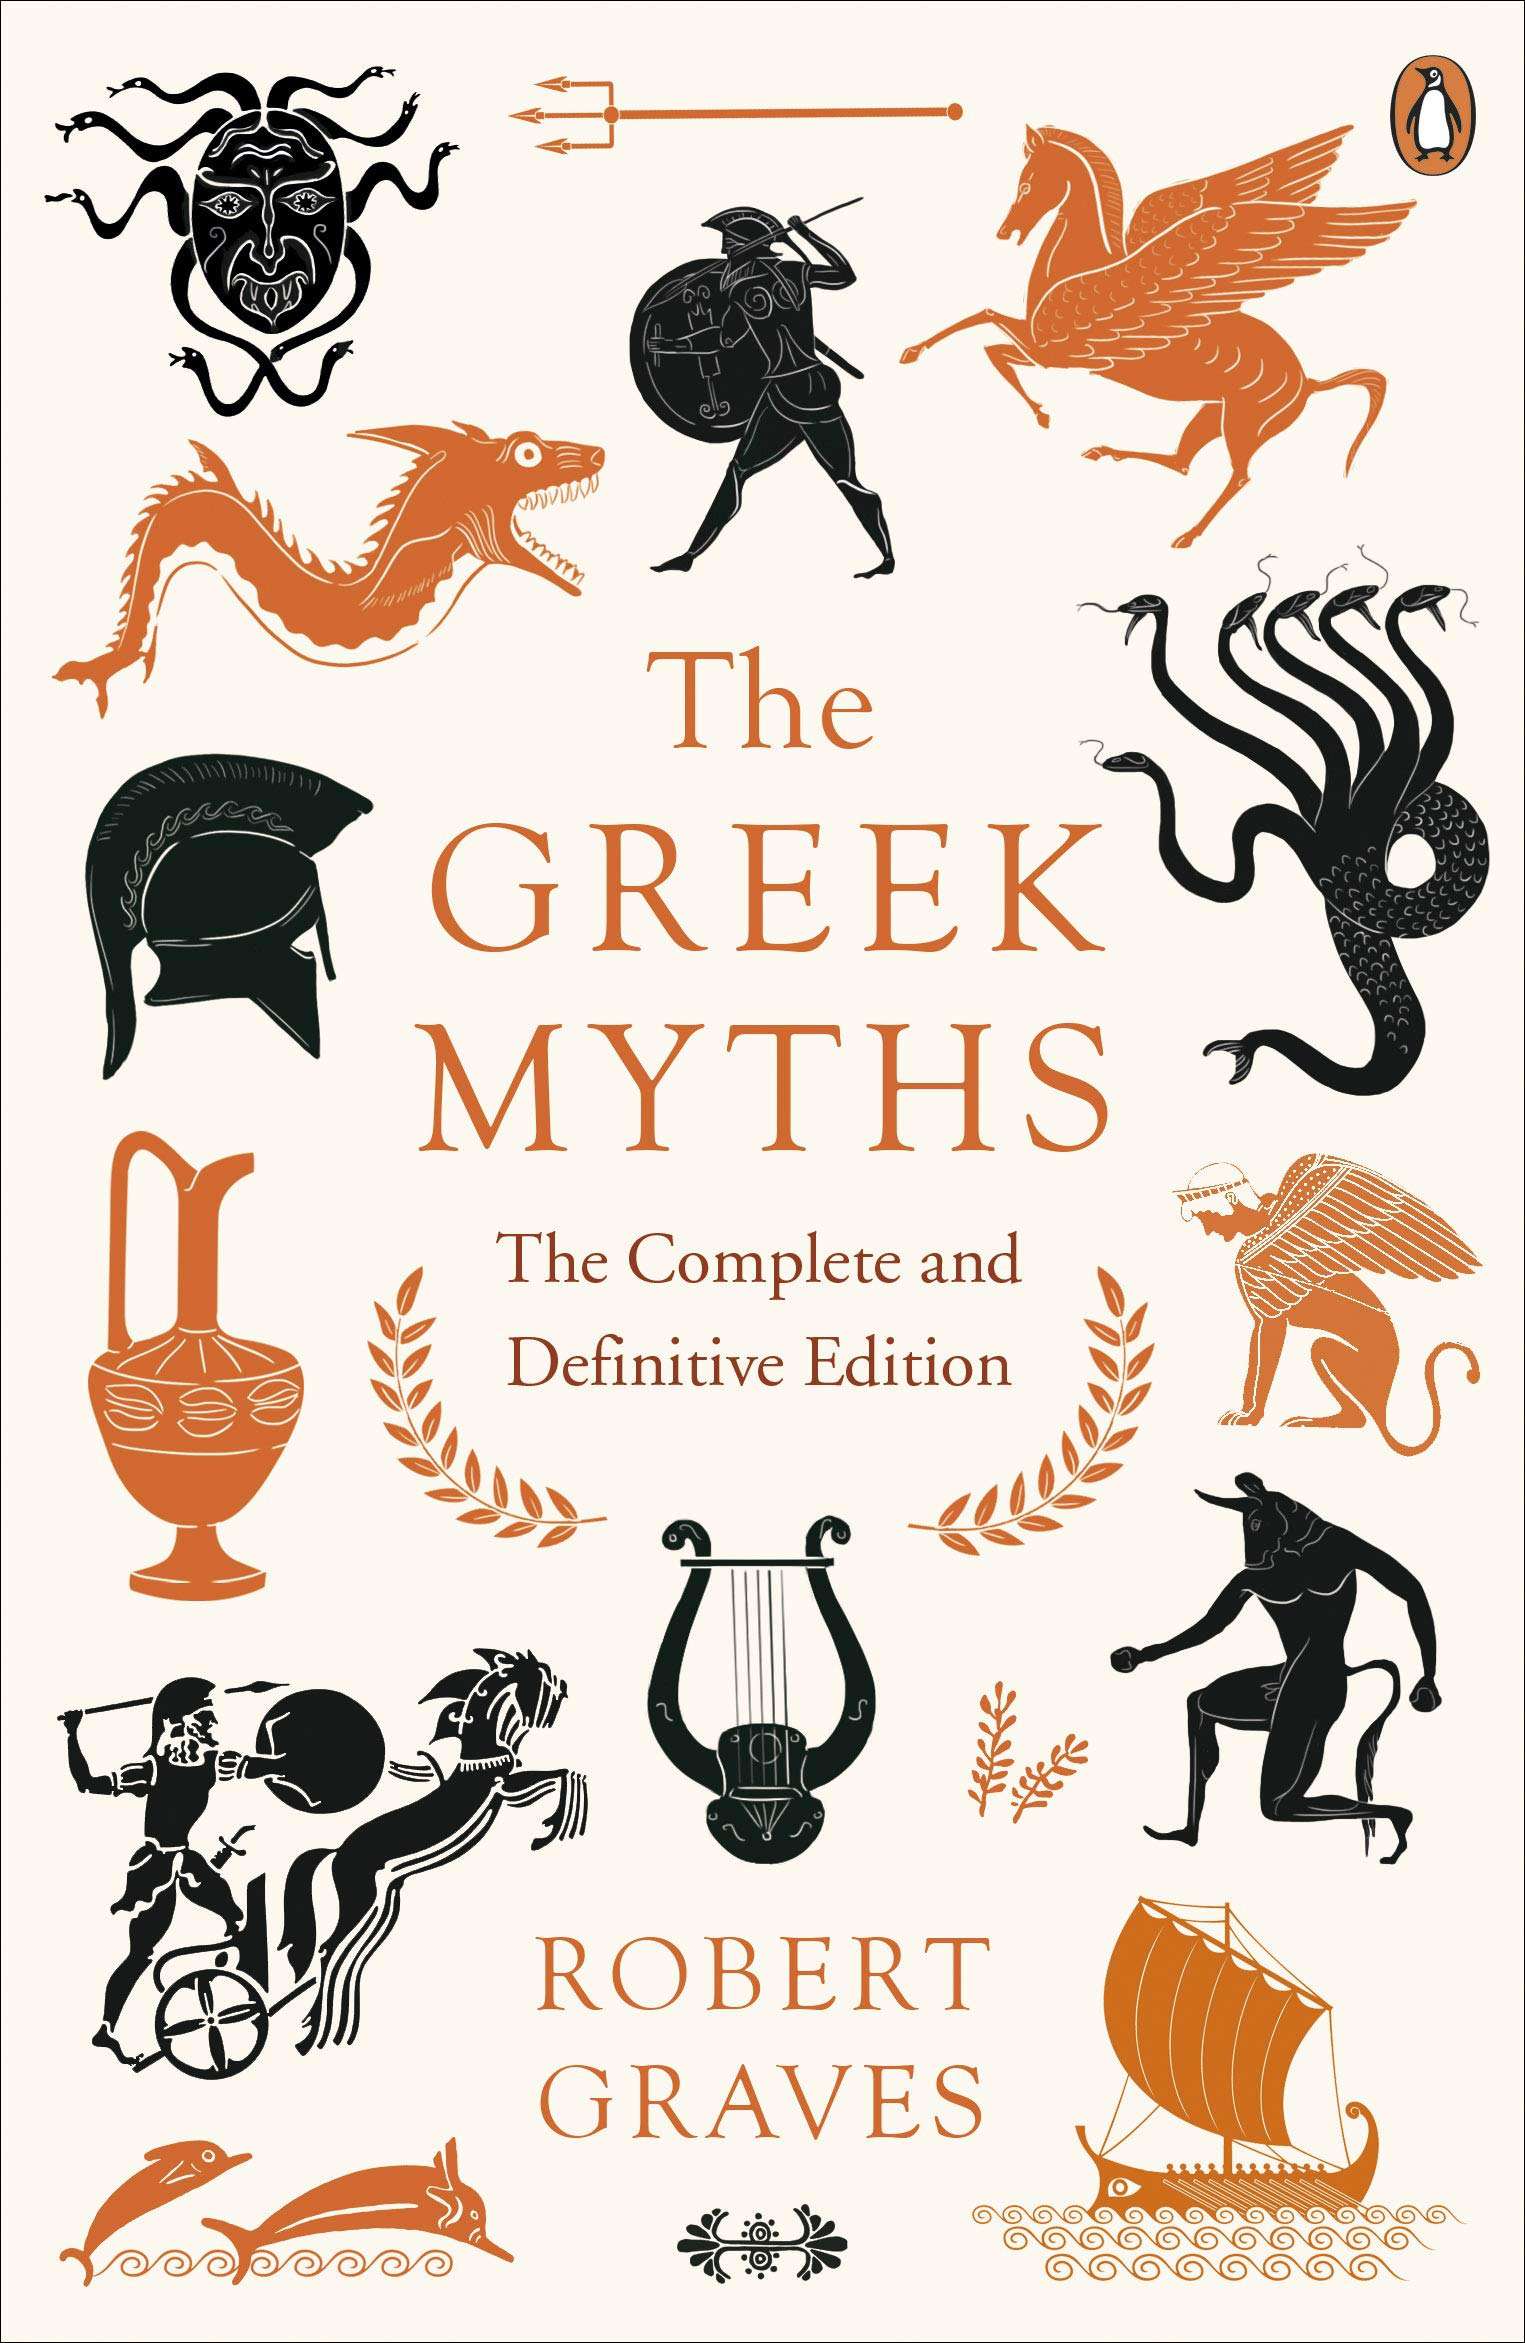 The
GREEK
MYTHS
The Complete and
Definitive Edition
ROBERT
GRAVES